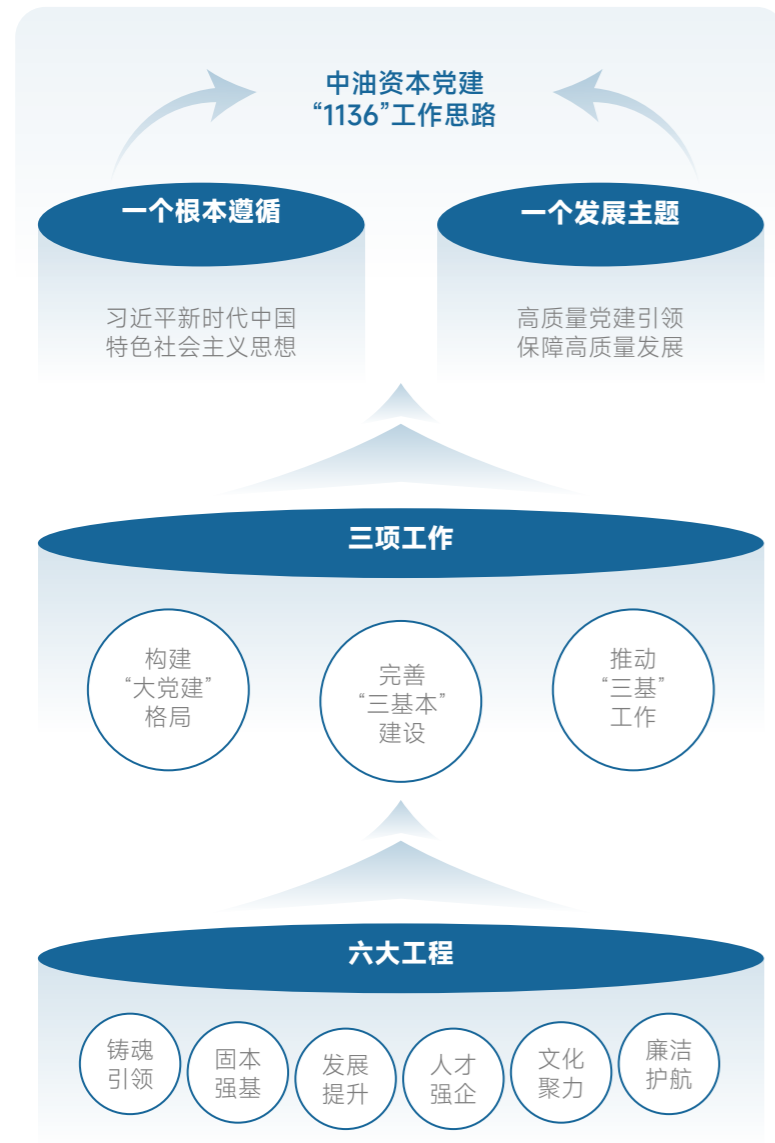 中油资本党建
“1136”工作思路
一个根本遵循
习近平新时代中国
特色社会主义思想
一个发展主题
高质量党建引领
保障高质量发展
三项工作
构建
“大党建”
格局
完善
“三基本”
建设
推动
“三基”
工作
六大工程
铸魂
引领
固本
强基
发展
提升
人才
强企
文化
聚力
廉洁
护航